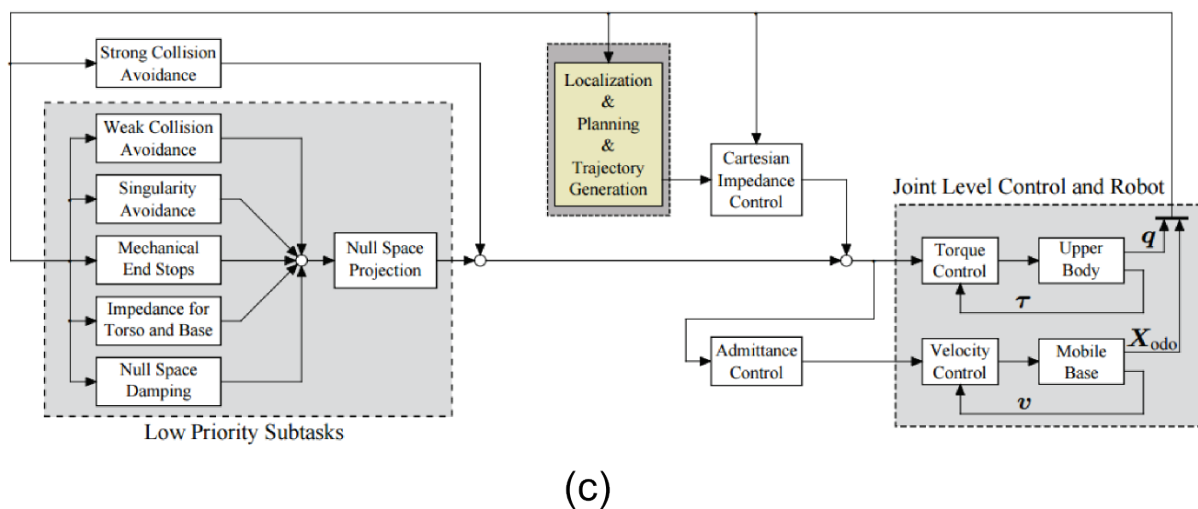 Strong Collision
Avoidance
Weak Collision
Avoidance
Singularity
Avoidance
Mechanical
End Stops
Impedance for
Torso and Base
Null Space
Damping
Null Space
Projection
Low Priority Subtasks
Localization
&
Planning
&
Trajectory
Generation
Cartesian
Impedance
Control
Admittance
Control
Joint Level Control and Robot
Torque
Control
Upper
Body
q
τ
Velocity
Control
Mobile
Base
X_odo
v
(c)